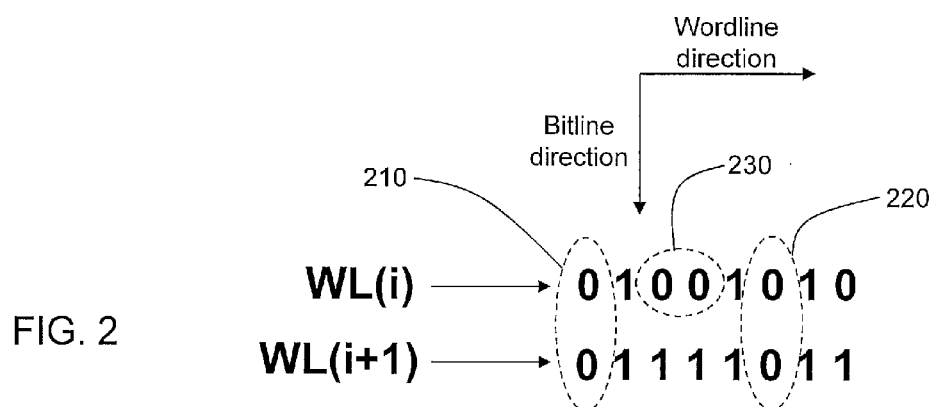 Wordline
direction
Bitline
direction
230
210
220
WL(i) 0 1 0 0 1 0 1 0
FIG. 2
WL(i+1) 0 1 1 1 1 0 1 1